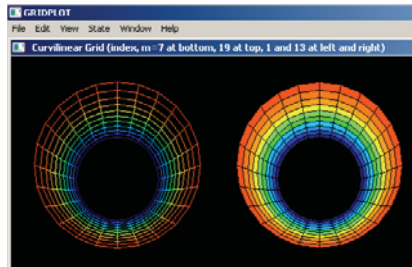 GRIDPLOT
File Edit View State Window Help
Curvilinear Grid (index, m=7 at bottom, 19 at top, 1 and 13 at left and right)